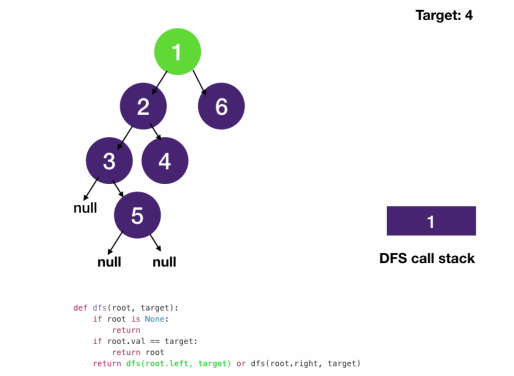 Target: 4
1
2
6
3
4
null
5
1
null
null
DFS call stack
def dfs(root, target):
    if root is None:
        return
    if root.val == target:
        return root
    return dfs(root.left, target) or dfs(root.right, target)